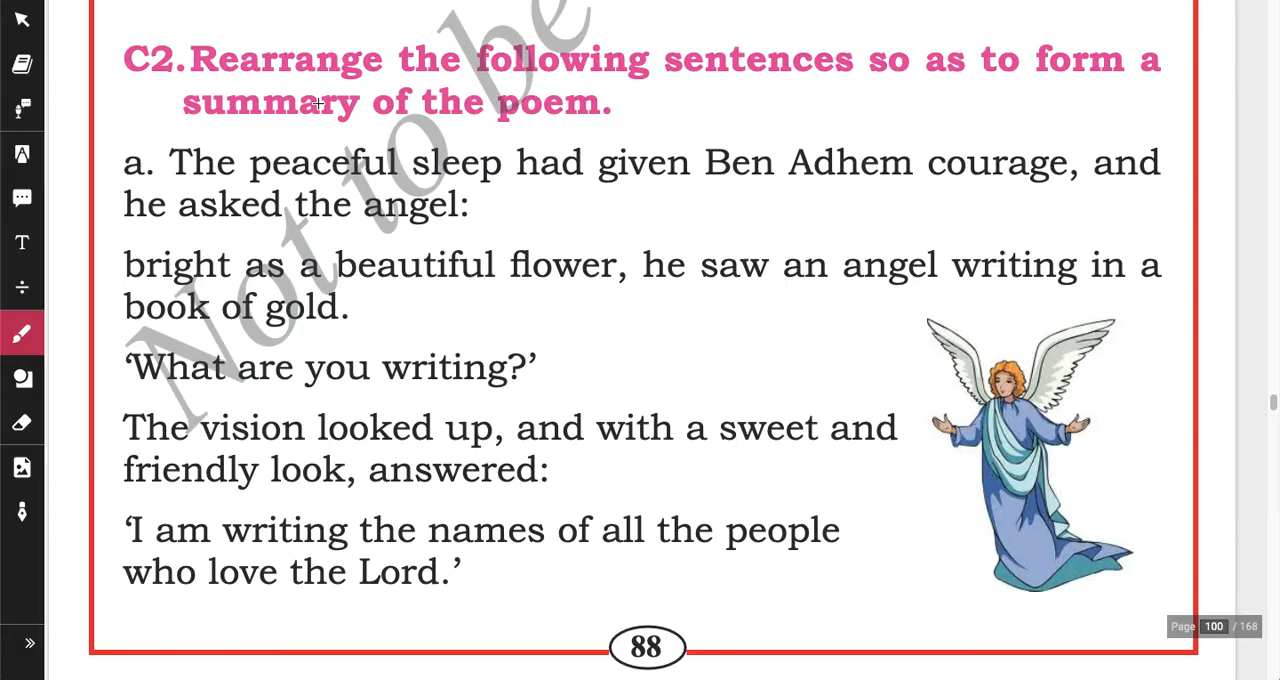 C2. Rearrange the following sentences so as to form a
summary of the poem.
a. The peaceful sleep had given Ben Adhem courage, and
he asked the angel:
bright as a beautiful flower, he saw an angel writing in a
book of gold.
‘What are you writing?’
The vision looked up, and with a sweet and
friendly look, answered:
‘I am writing the names of all the people
who love the Lord.’
Not to be
Page 100 / 168
88